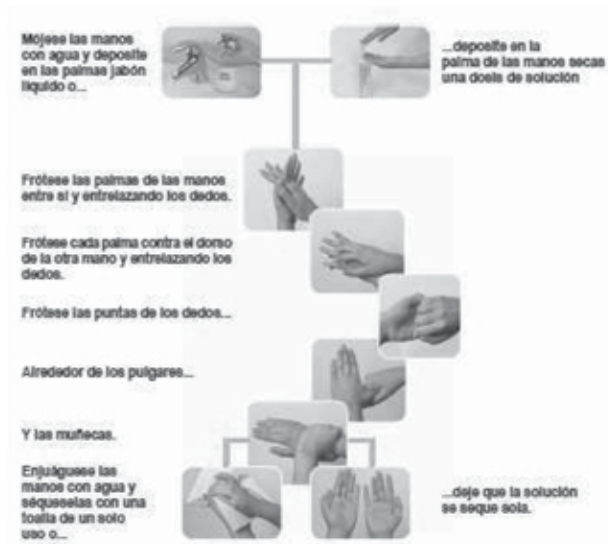 Mójese las manos
con agua y deposite
en las palmas jabón
líquido o...
...deposite en la
palma de las manos secas
una dosis de solución
Frótese las palmas de las manos
entre sí y entrelazando los dedos.
Frótese cada palma contra el dorso
de la otra mano y entrelazando los
dedos.
Frótese las puntas de los dedos...
Alrededor de los pulgares...
Y las muñecas.
Enjuáguese las
manos con agua y
séqueselas con una
toalla de un solo
uso o...
...deje que la solución
se seque sola.